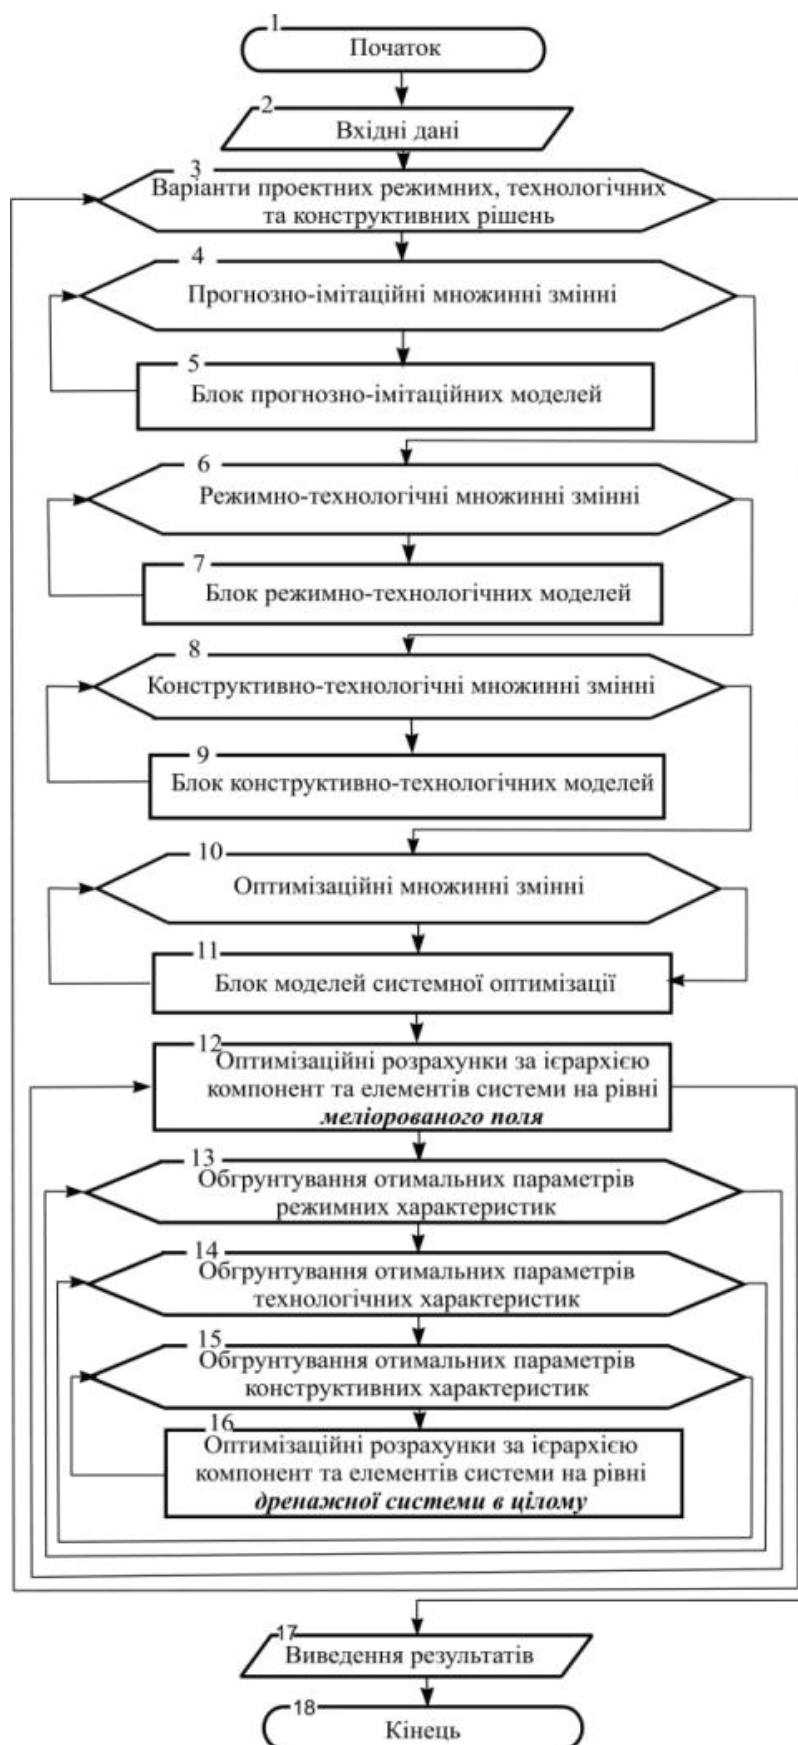 1
Початок
2
Вхідні дані
3
Варіанти проектних режимних, технологічних
та конструктивних рішень
4
Прогнозно-імітаційні множинні змінні
5
Блок прогнозно-імітаційних моделей
6
Режимно-технологічні множинні змінні
7
Блок режимно-технологічних моделей
8
Конструктивно-технологічні множинні змінні
9
Блок конструктивно-технологічних моделей
10
Оптимізаційні множинні змінні
11
Блок моделей системної оптимізації
12
Оптимізаційні розрахунки за ієрархією
компонент та елементів системи на рівні
меліорованого поля
13
Обгрунтування отимальних параметрів
режимних характеристик
14
Обгрунтування отимальних параметрів
технологічних характеристик
15
Обгрунтування отимальних параметрів
конструктивних характеристик
16
Оптимізаційні розрахунки за ієрархією
компонент та елементів системи на рівні
дренажної системи в цілому
17
Виведення результатів
18
Кінець